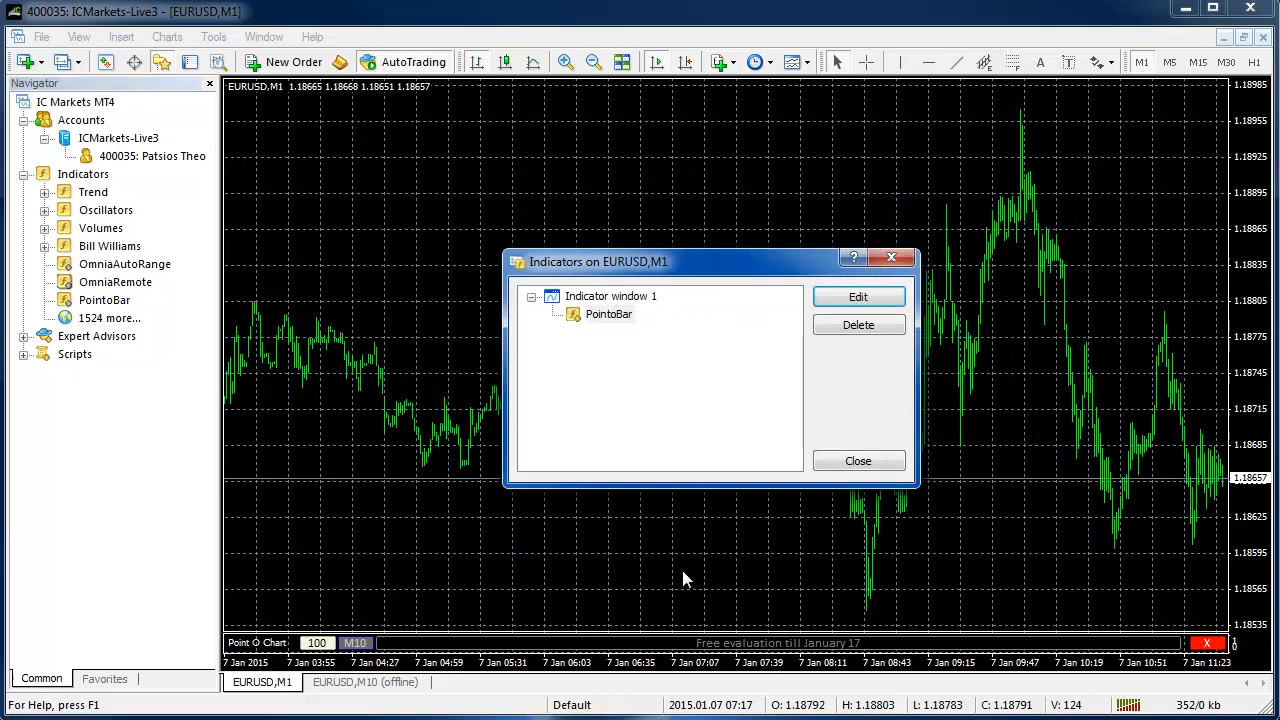 400035: ICMarkets-Live3 - [EURUSD,M1]
File View Insert Charts Tools Window Help
New Order AutoTrading A T M1 M5 M15 M30 H1
Navigator
IC Markets MT4
Accounts
ICMarkets-Live3
400035: Patsios Theo
Indicators
Trend
Oscillators
Volumes
Bill Williams
OmniaAutoRange
OmniaRemote
PointoBar
1524 more...
Expert Advisors
Scripts
Common Favorites
EURUSD,M1 1.18665 1.18668 1.18651 1.18657
Indicators on EURUSD,M1
Indicator window 1
PointoBar
Edit
Delete
Close
1.18985
1.18955
1.18925
1.18895
1.18865
1.18835
1.18805
1.18775
1.18745
1.18715
1.18685
1.18657
1.18625
1.18595
1.18565
1.18535
Point O Chart 100 M10 Free evaluation till January 17 X 1
0
7 Jan 2015 7 Jan 03:55 7 Jan 04:27 7 Jan 04:59 7 Jan 05:31 7 Jan 06:03 7 Jan 06:35 7 Jan 07:07 7 Jan 07:39 7 Jan 08:11 7 Jan 08:43 7 Jan 09:15 7 Jan 09:47 7 Jan 10:19 7 Jan 10:51 7 Jan 11:23
EURUSD,M1 EURUSD,M10 (offline)
For Help, press F1 Default 2015.01.07 07:17 O: 1.18792 H: 1.18803 L: 1.18783 C: 1.18791 V: 124 352/0 kb